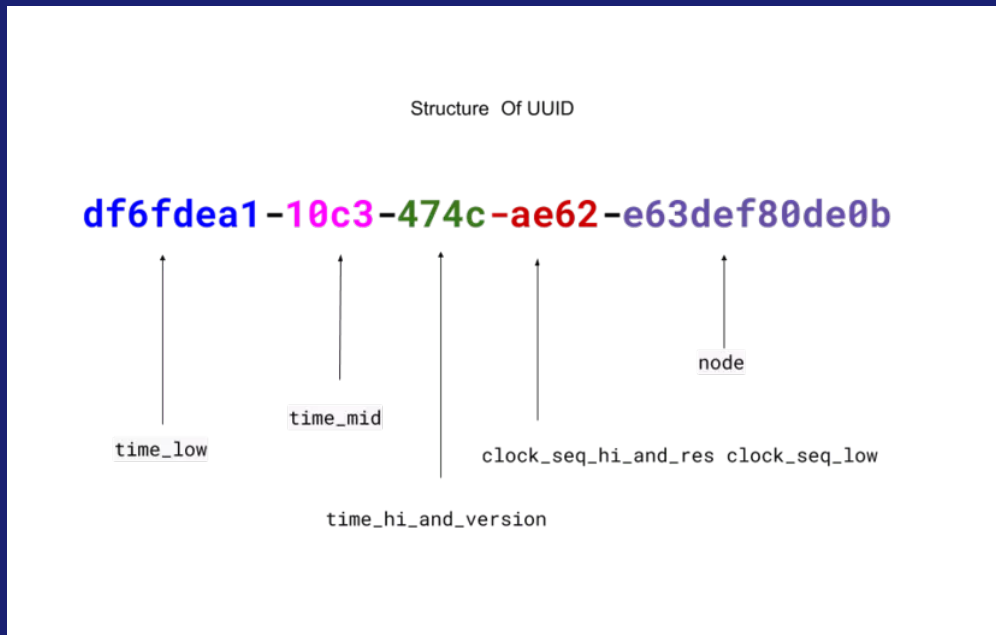 Structure Of UUID
df6fdea1-10c3-474c-ae62-e63def80de0b
node
time_mid
time_low
clock_seq_hi_and_res clock_seq_low
time_hi_and_version